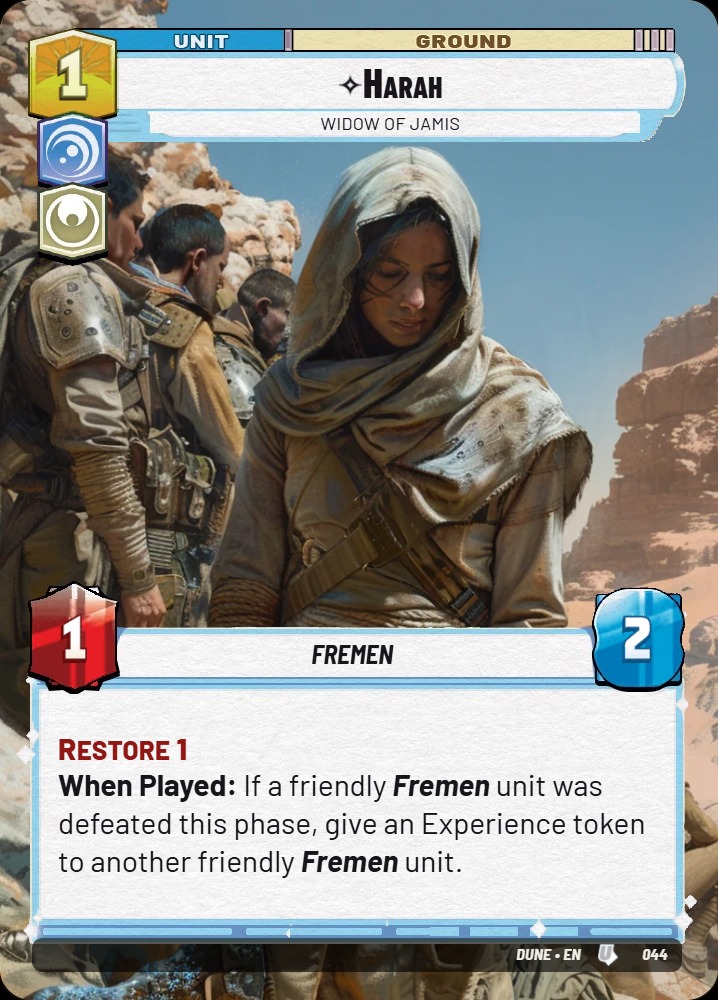 UNIT
GROUND
1
✧HARAH
WIDOW OF JAMIS
1
FREMEN
2
RESTORE 1
When Played: If a friendly Fremen unit was
defeated this phase, give an Experience token
to another friendly Fremen unit.
DUNE • EN U 044